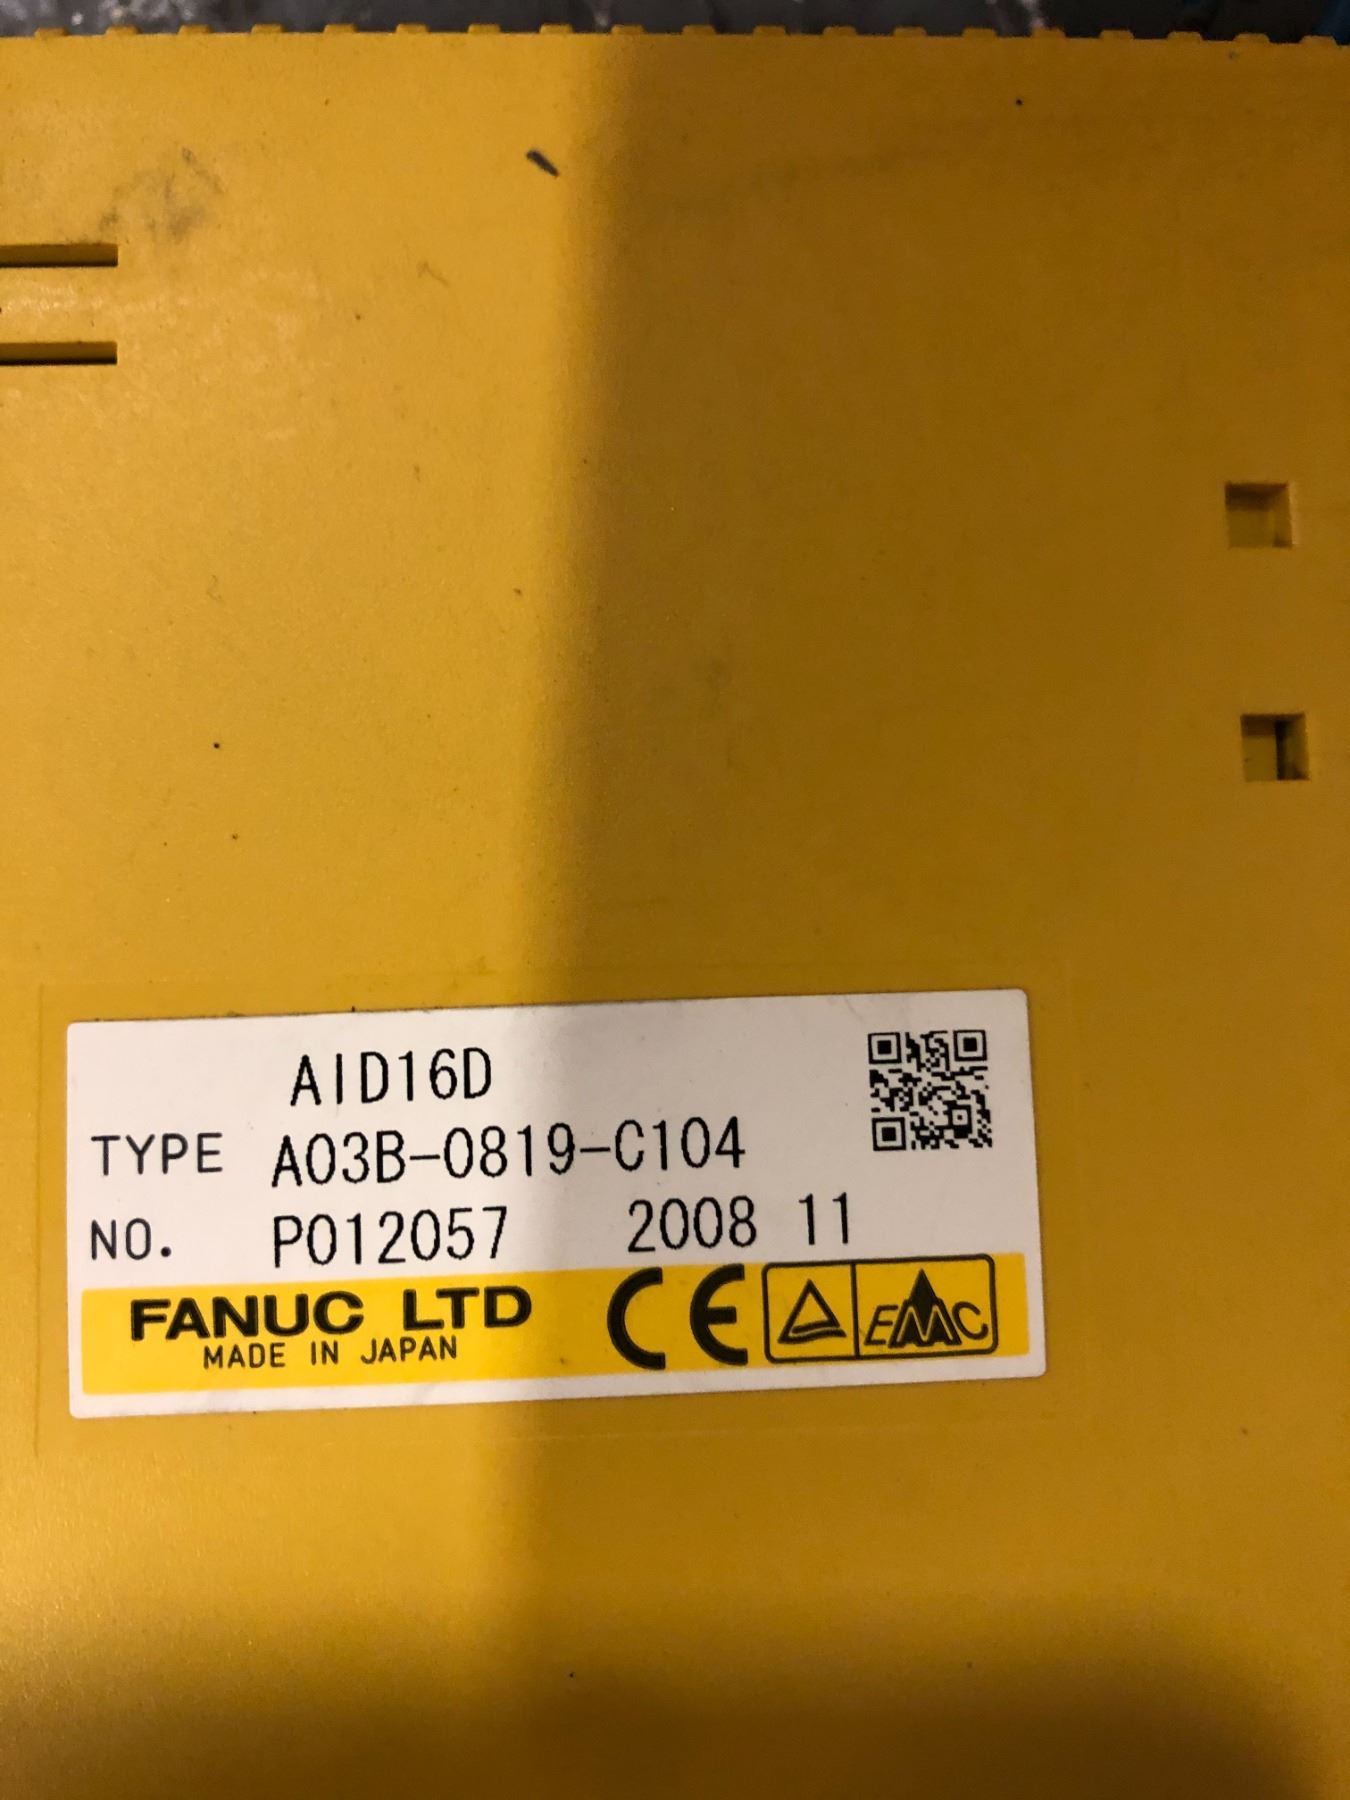 AID16D
TYPE A03B-0819-C104
NO. P012057 2008 11
FANUC LTD CE EMC
MADE IN JAPAN